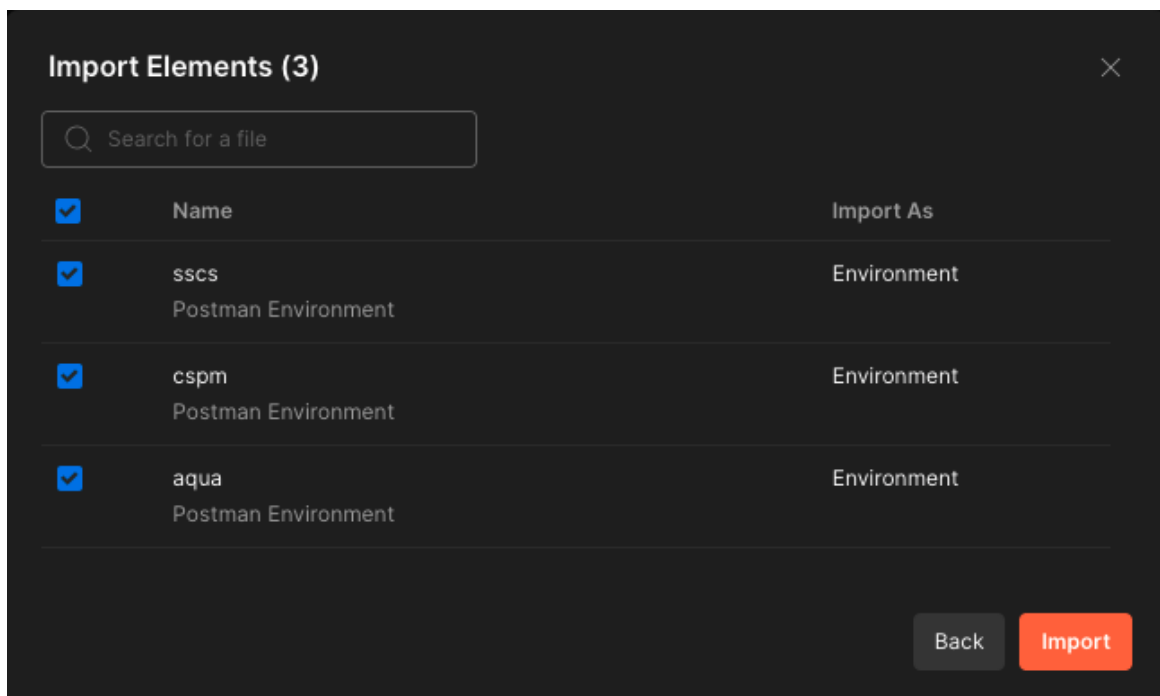 Import Elements (3)
Search for a file
Name Import As
sscs Environment
Postman Environment
cspm Environment
Postman Environment
aqua Environment
Postman Environment
Back Import